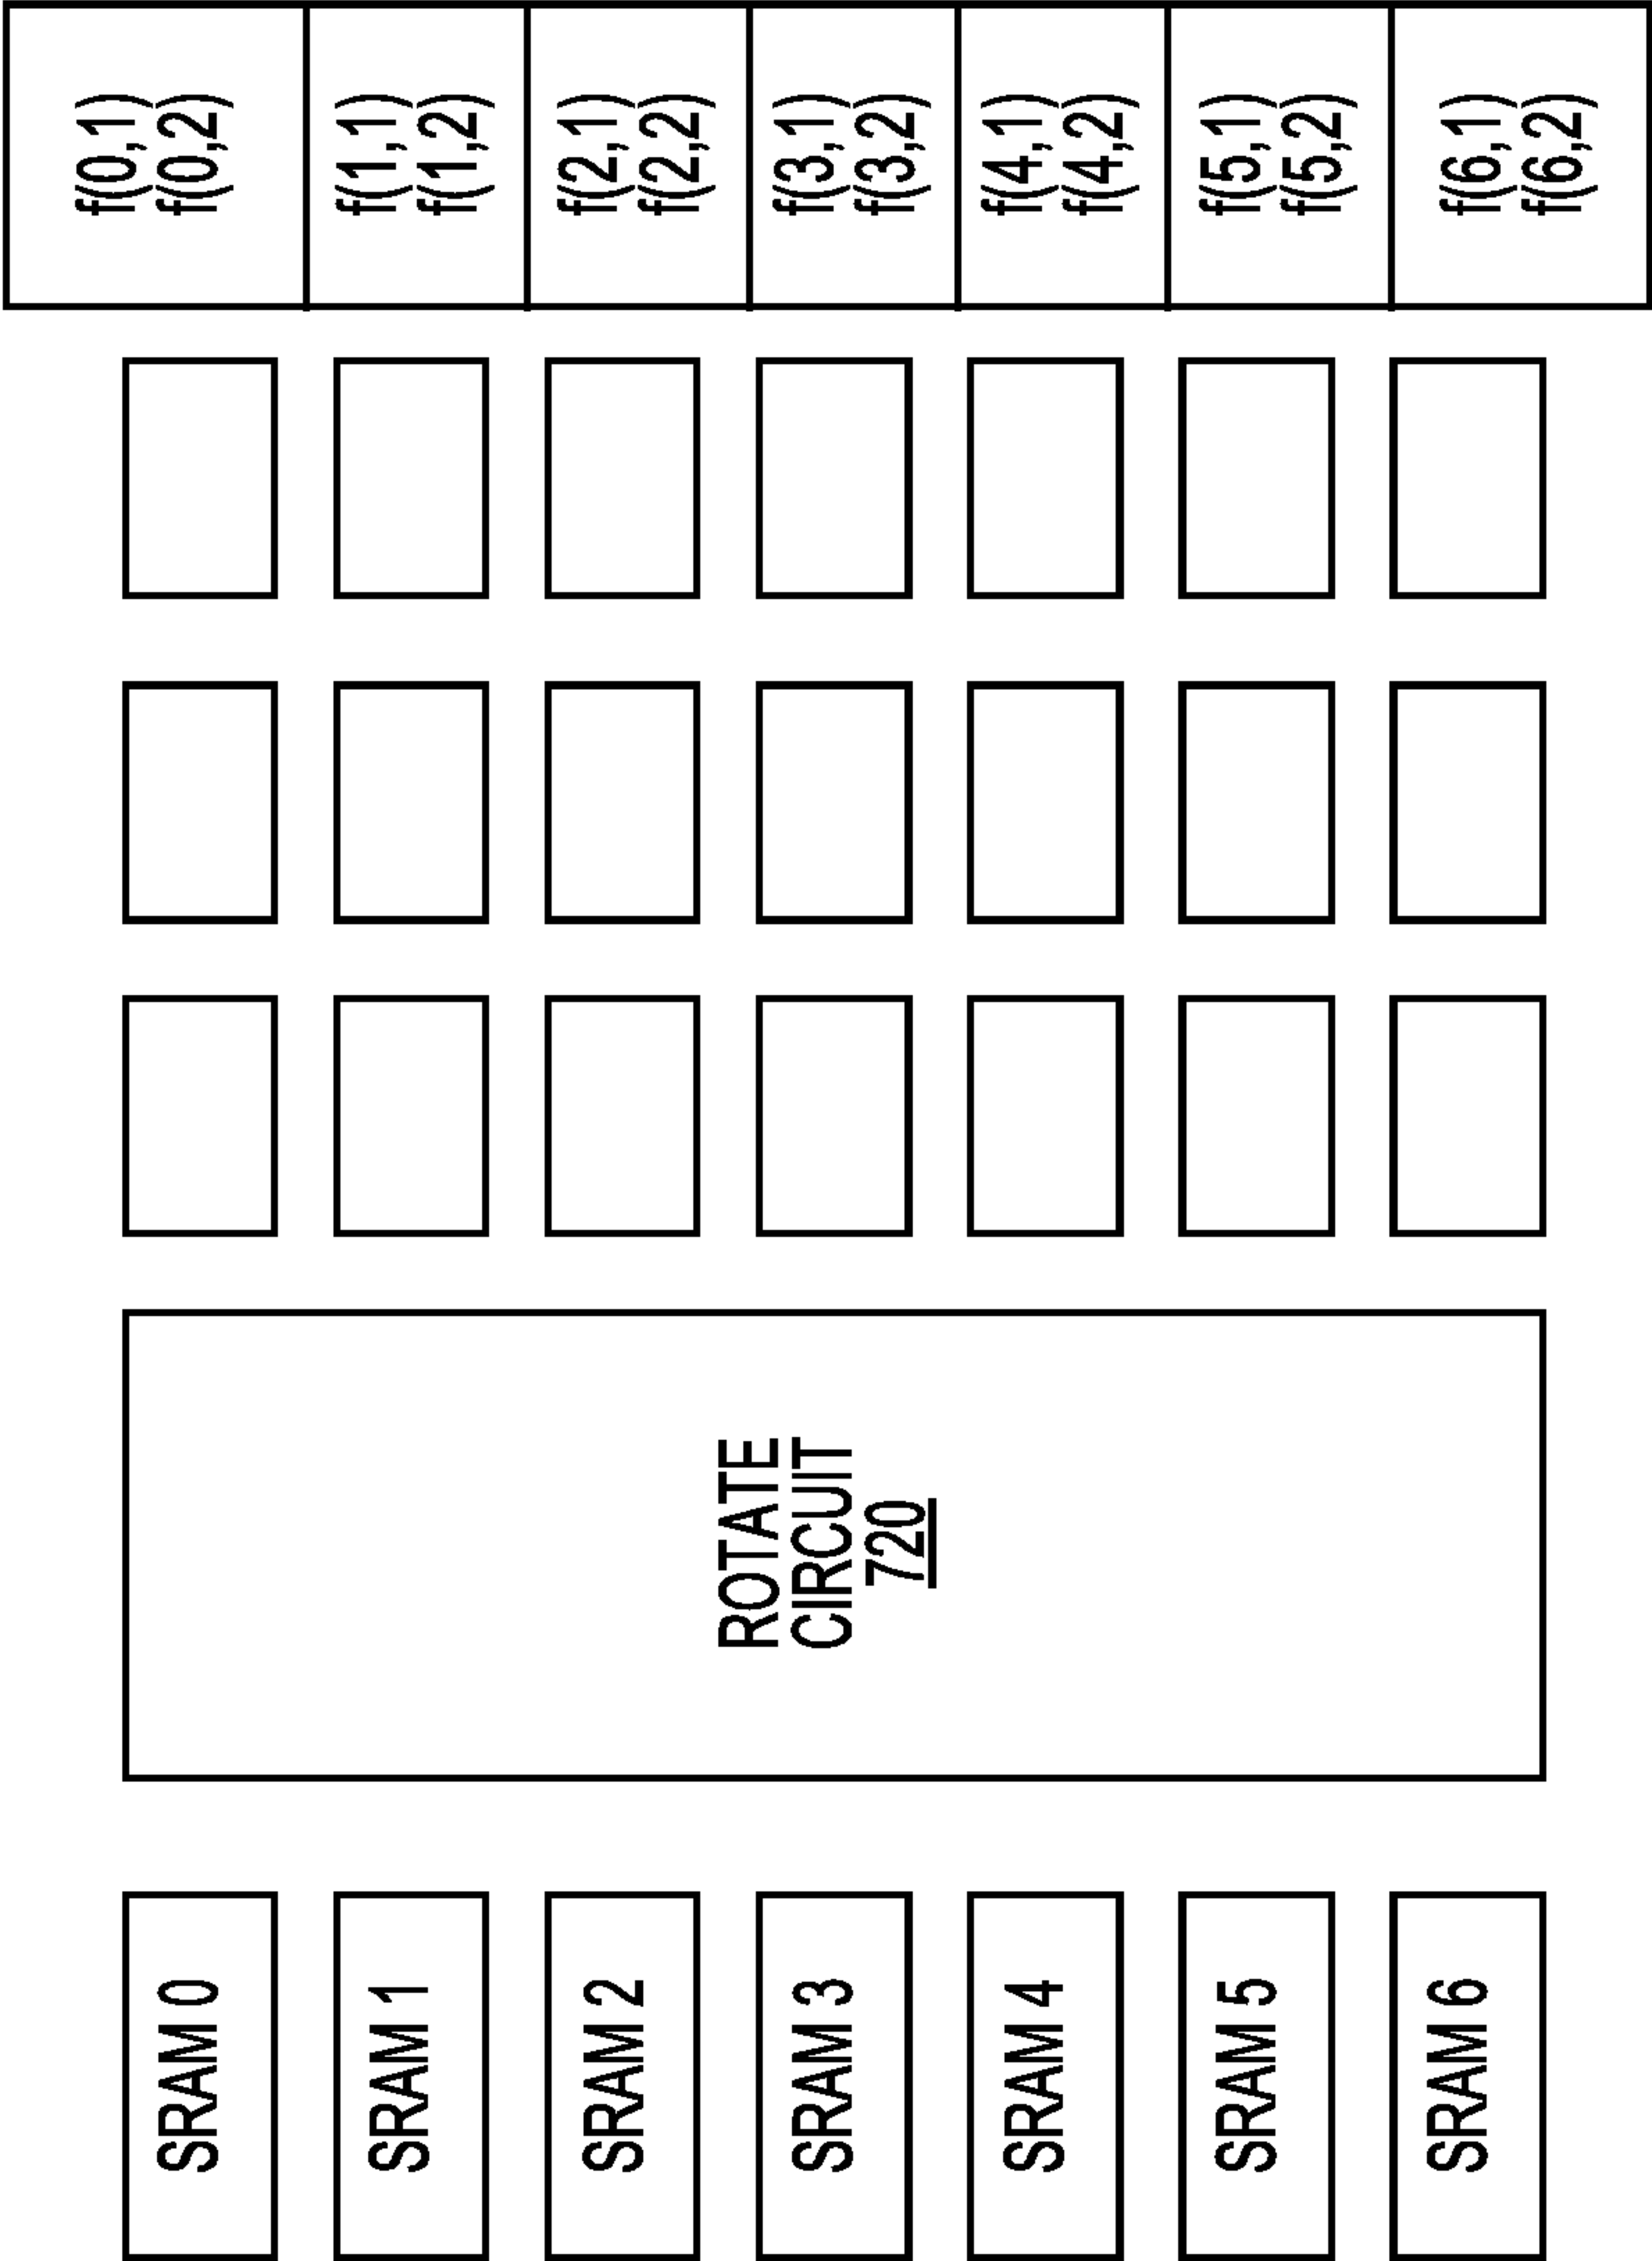 f(0,1)
f(0,2)
f(1,1)
f(1,2)
f(2,1)
f(2,2)
f(3,1)
f(3,2)
f(4,1)
f(4,2)
f(5,1)
f(5,2)
f(6,1)
f(6,2)
ROTATE
CIRCUIT
720
SRAM 0
SRAM 1
SRAM 2
SRAM 3
SRAM 4
SRAM 5
SRAM 6